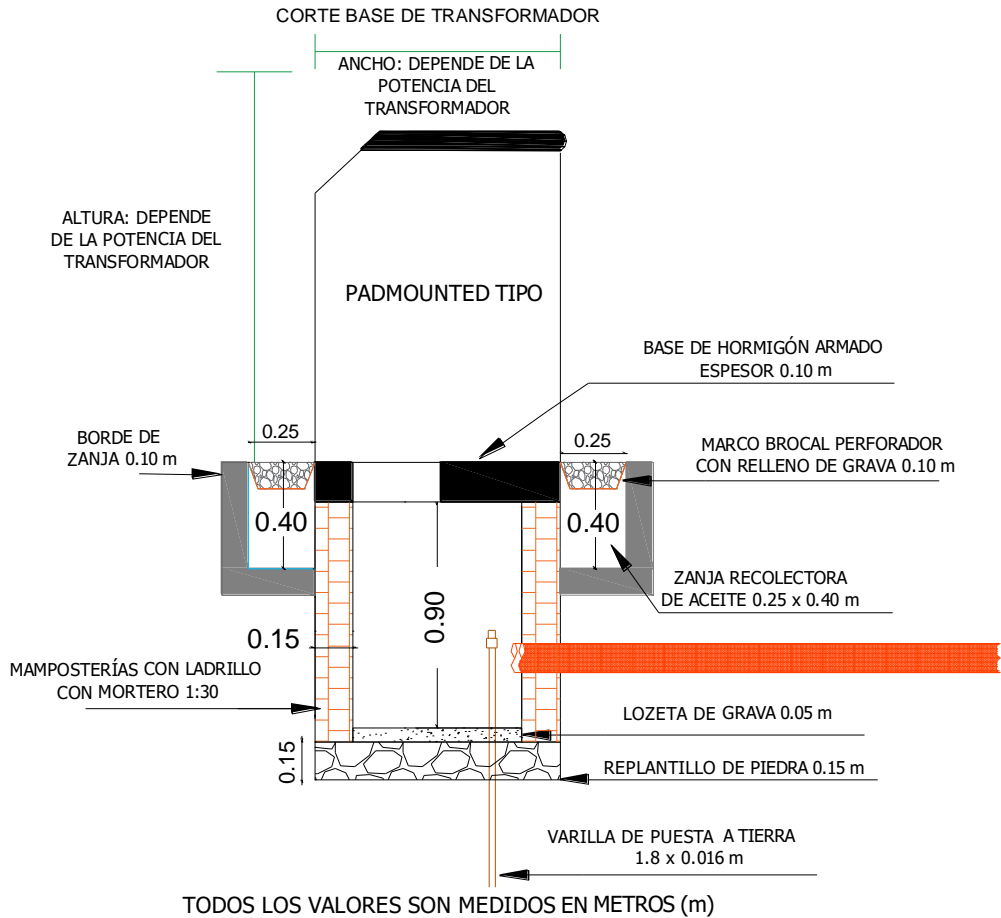 CORTE BASE DE TRANSFORMADOR
ANCHO: DEPENDE DE LA
POTENCIA DEL
TRANSFORMADOR
ALTURA: DEPENDE
DE LA POTENCIA DEL
TRANSFORMADOR
PADMOUNTED TIPO
BASE DE HORMIGÓN ARMADO
ESPESOR 0.10 m
BORDE DE
ZANJA 0.10 m
0.25
0.25
MARCO BROCAL PERFORADOR
CON RELLENO DE GRAVA 0.10 m
0.40
0.40
ZANJA RECOLECTORA
DE ACEITE 0.25 x 0.40 m
0.90
0.15
MAMPOSTERÍAS CON LADRILLO
CON MORTERO 1:30
LOZETA DE GRAVA 0.05 m
0.15
REPLANTILLO DE PIEDRA 0.15 m
VARILLA DE PUESTA A TIERRA
1.8 x 0.016 m
TODOS LOS VALORES SON MEDIDOS EN METROS (m)